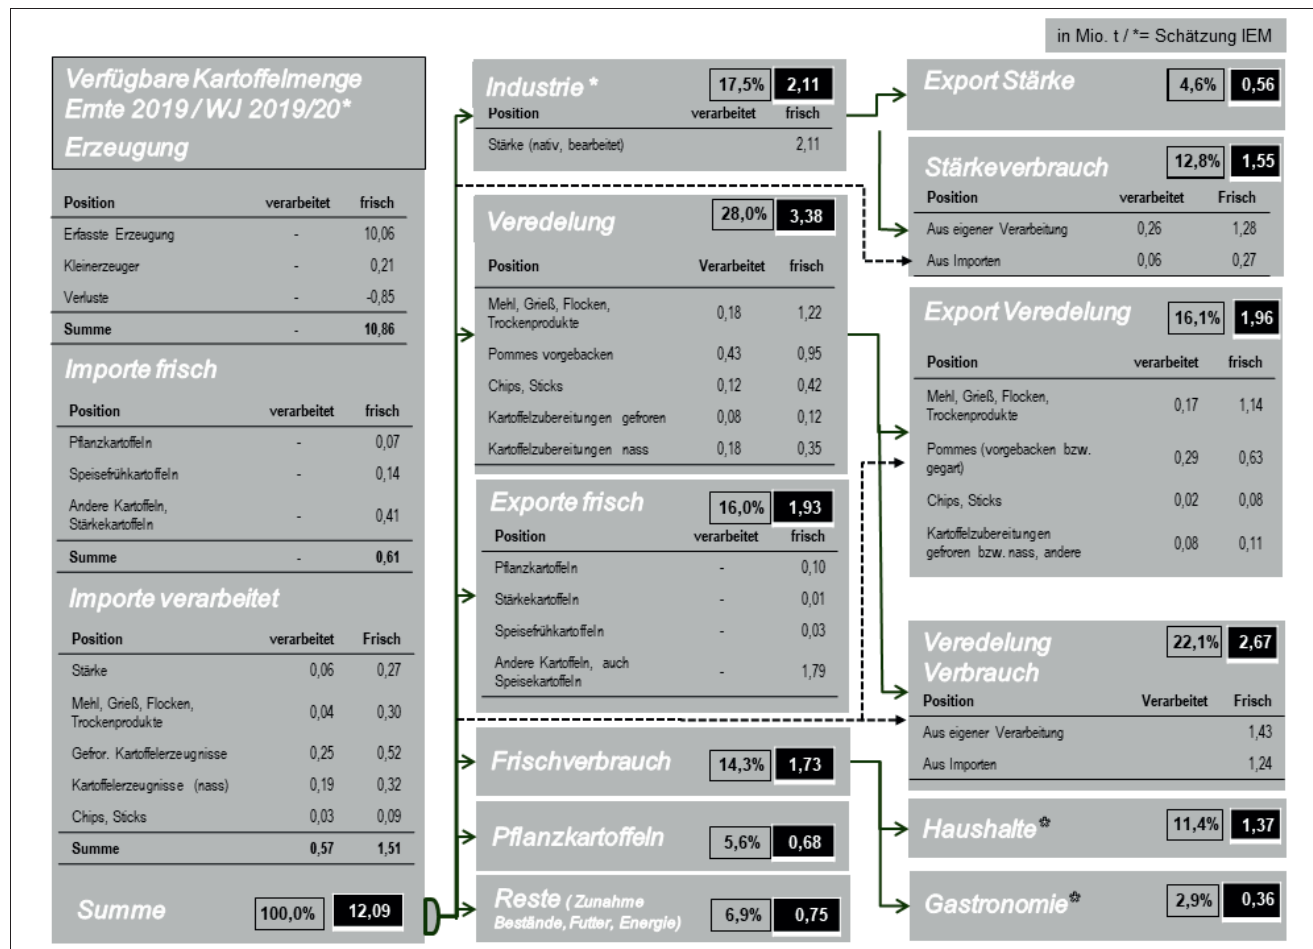 in Mio. t / *= Schätzung IEM
Verfügbare Kartoffelmenge
Ernte 2019 / WJ 2019/20*
Erzeugung
Position verarbeitet frisch
Erfasste Erzeugung - 10,06
Kleinerzeuger - 0,21
Verluste - -0,85
Summe - 10,86
Importe frisch
Position verarbeitet frisch
Pflanzkartoffeln - 0,07
Speisefrühkartoffeln - 0,14
Andere Kartoffeln,
Stärkekartoffeln - 0,41
Summe - 0,61
Importe verarbeitet
Position verarbeitet Frisch
Stärke 0,06 0,27
Mehl, Grieß, Flocken,
Trockenprodukte 0,04 0,30
Gefror. Kartoffelerzeugnisse 0,25 0,52
Kartoffelerzeugnisse (nass) 0,19 0,32
Chips, Sticks 0,03 0,09
Summe 0,57 1,51
Summe 100,0% 12,09
Industrie * 17,5% 2,11
Position verarbeitet frisch
Stärke (nativ, bearbeitet) 2,11
Veredelung 28,0% 3,38
Position Verarbeitet frisch
Mehl, Grieß, Flocken,
Trockenprodukte 0,18 1,22
Pommes vorgebacken 0,43 0,95
Chips, Sticks 0,12 0,42
Kartoffelzubereitungen gefroren 0,08 0,12
Kartoffelzubereitungen nass 0,18 0,35
Exporte frisch 16,0% 1,93
Position verarbeitet frisch
Pflanzkartoffeln - 0,10
Stärkekartoffeln - 0,01
Speisefrühkartoffeln - 0,03
Andere Kartoffeln, auch
Speisekartoffeln - 1,79
Frischverbrauch 14,3% 1,73
Pflanzkartoffeln 5,6% 0,68
Reste ( Zunahme
Bestände, Futter, Energie) 6,9% 0,75
Export Stärke 4,6% 0,56
Stärkeverbrauch 12,8% 1,55
Position verarbeitet Frisch
Aus eigener Verarbeitung 0,26 1,28
Aus Importen 0,06 0,27
Export Veredelung 16,1% 1,96
Position verarbeitet frisch
Mehl, Grieß, Flocken,
Trockenprodukte 0,17 1,14
Pommes (vorgebacken bzw.
gegart) 0,29 0,63
Chips, Sticks 0,02 0,08
Kartoffelzubereitungen
gefroren bzw. nass, andere 0,08 0,11
Veredelung 22,1% 2,67
Verbrauch
Position Verarbeitet Frisch
Aus eigener Verarbeitung 1,43
Aus Importen 1,24
Haushalte* 11,4% 1,37
Gastronomie* 2,9% 0,36